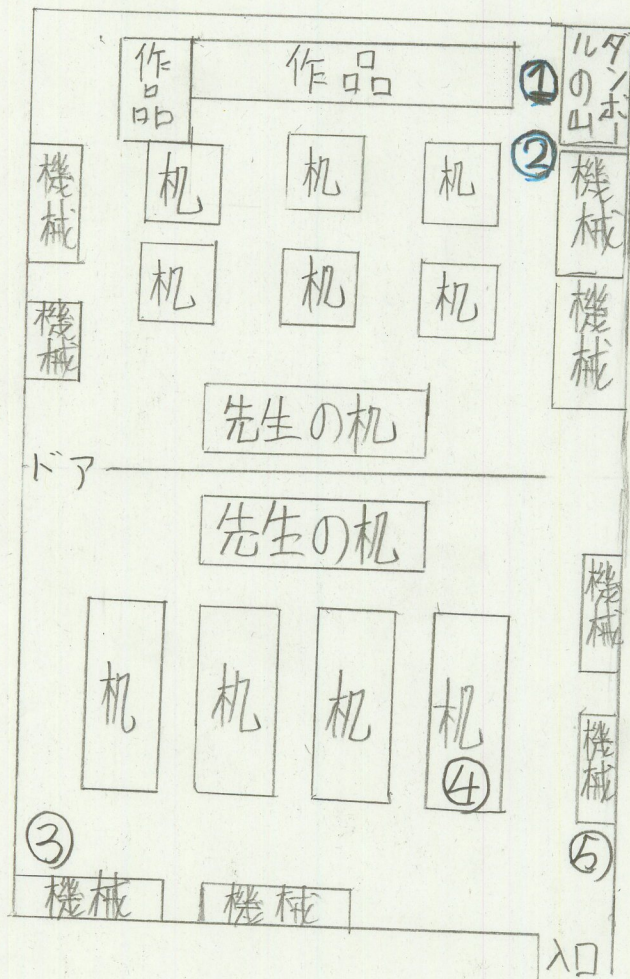 作品
作品
①
ダンボー
ルの山
②
機械
机
机
机
機械
機械
机
机
机
機械
先生の机
ドア
先生の机
機械
机
机
机
机
④
機械
③
⑤
機械
機械
入口